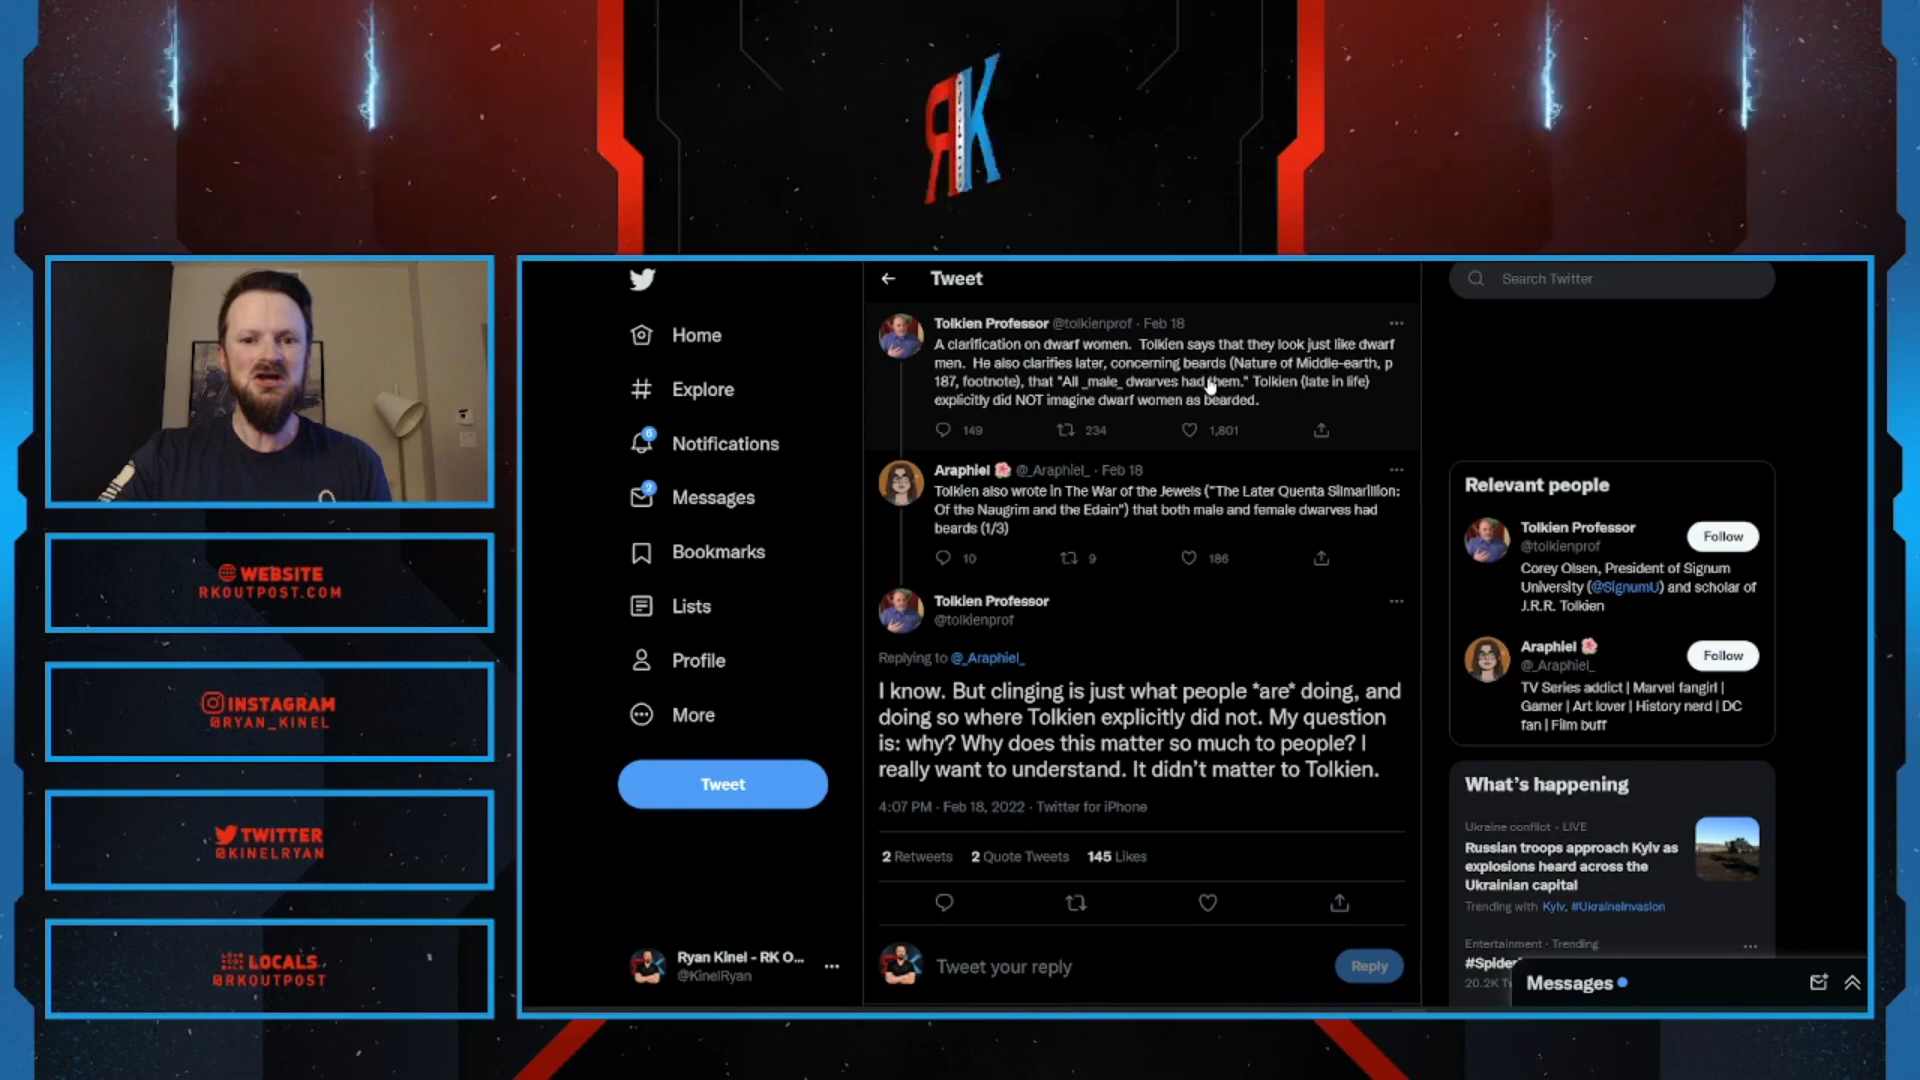 RK
WEBSITE
RKOUTPOST.COM
INSTAGRAM
@RYAN_KINEL
TWITTER
@KINELRYAN
LOCALS
@RKOUTPOST
Home
Explore
6
Notifications
2
Messages
Bookmarks
Lists
Profile
More
Tweet
Ryan Kinel - RK O...
@KinelRyan
Tweet
Tolkien Professor @tolkienprof · Feb 18
A clarification on dwarf women. Tolkien says that they look just like dwarf
men. He also clarifies later, concerning beards (Nature of Middle-earth, p
187, footnote), that "All _male_ dwarves had them." Tolkien (late in life)
explicitly did NOT imagine dwarf women as bearded.
149 234 1,801
Araphiel @_Araphiel_ · Feb 18
Tolkien also wrote in The War of the Jewels ("The Later Quenta Silmarillion:
Of the Naugrim and the Edain") that both male and female dwarves had
beards (1/3)
10 9 186
Tolkien Professor
@tolkienprof
Replying to @_Araphiel_
I know. But clinging is just what people *are* doing, and
doing so where Tolkien explicitly did not. My question
is: why? Why does this matter so much to people? I
really want to understand. It didn't matter to Tolkien.
4:07 PM · Feb 18, 2022 · Twitter for iPhone
2 Retweets 2 Quote Tweets 145 Likes
Tweet your reply
Reply
Search Twitter
Relevant people
Tolkien Professor
@tolkienprof
Follow
Corey Olsen, President of Signum
University (@SignumU) and scholar of
J.R.R. Tolkien
Araphiel
@_Araphiel_
Follow
TV Series addict | Marvel fangirl |
Gamer | Art lover | History nerd | DC
fan | Film buff
What's happening
Ukraine conflict · LIVE
Russian troops approach Kyiv as
explosions heard across the
Ukrainian capital
Trending with Kyiv, #UkraineInvasion
Entertainment · Trending
#Spider
20.2K
Messages